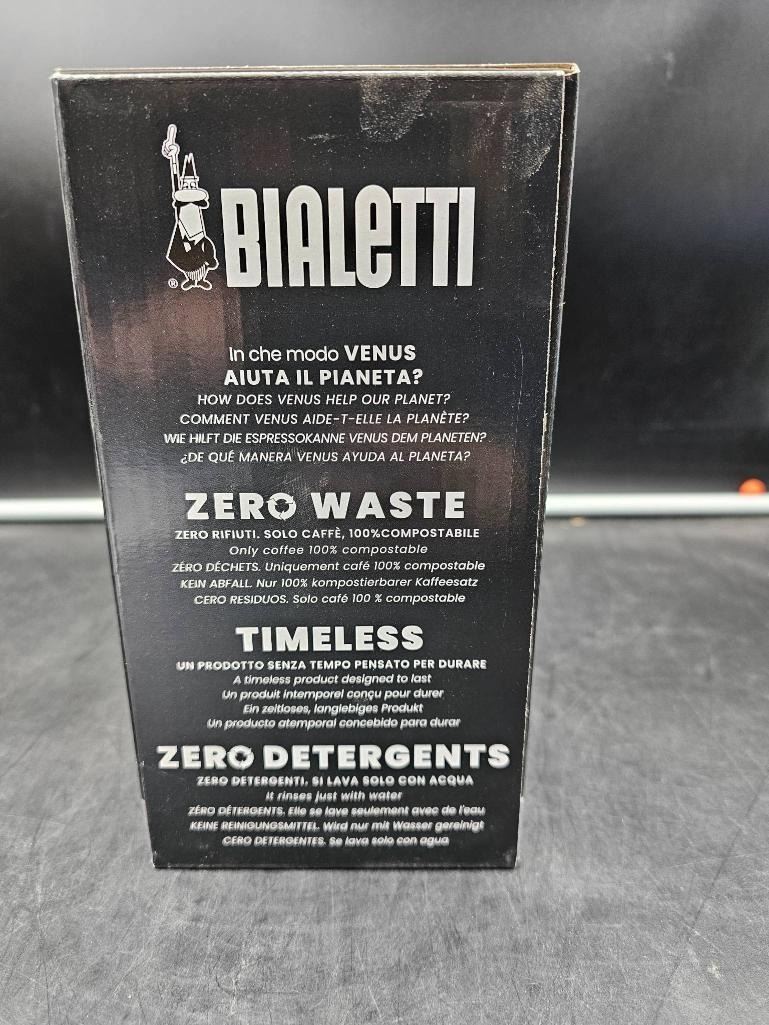 BIALETTI
®
In che modo VENUS
AIUTA IL PIANETA?
HOW DOES VENUS HELP OUR PLANET?
COMMENT VENUS AIDE-T-ELLE LA PLANÈTE?
WIE HILFT DIE ESPRESSOKANNE VENUS DEM PLANETEN?
¿DE QUÉ MANERA VENUS AYUDA AL PLANETA?
ZERO WASTE
ZERO RIFIUTI. SOLO CAFFÈ, 100%COMPOSTABILE
Only coffee 100% compostable
ZÉRO DÉCHETS. Uniquement café 100% compostable
KEIN ABFALL. Nur 100% kompostierbarer Kaffeesatz
CERO RESIDUOS. Solo café 100 % compostable
TIMELESS
UN PRODOTTO SENZA TEMPO PENSATO PER DURARE
A timeless product designed to last
Un produit intemporel conçu pour durer
Ein zeitloses, langlebiges Produkt
Un producto atemporal concebido para durar
ZERO DETERGENTS
ZERO DETERGENTI. SI LAVA SOLO CON ACQUA
It rinses just with water
ZÉRO DÉTERGENTS. Elle se lave seulement avec de l'eau
KEINE REINIGUNGSMITTEL. Wird nur mit Wasser gereinigt
CERO DETERGENTES. Se lava solo con agua